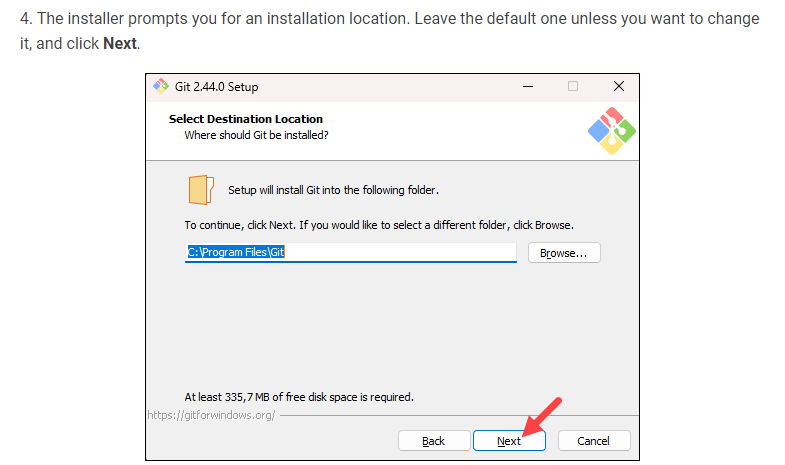 4. The installer prompts you for an installation location. Leave the default one unless you want to change
it, and click Next.
Git 2.44.0 Setup
Select Destination Location
Where should Git be installed?
Setup will install Git into the following folder.
To continue, click Next. If you would like to select a different folder, click Browse.
C:\Program Files\Git
Browse...
At least 335,7 MB of free disk space is required.
https://gitforwindows.org/
Back
Next
Cancel